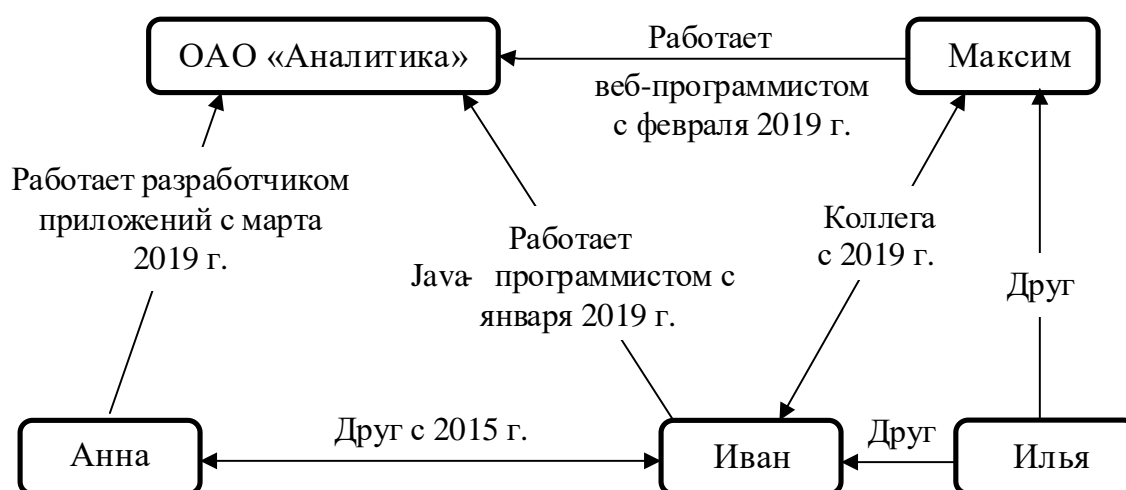 ОАО «Аналитика»
Работает
веб-программистом
с февраля 2019 г.
Максим
Работает разработчиком
приложений с марта
2019 г.
Работает
Java- программистом с
января 2019 г.
Коллега
с 2019 г.
Друг
Анна
Друг с 2015 г.
Иван
Друг
Илья